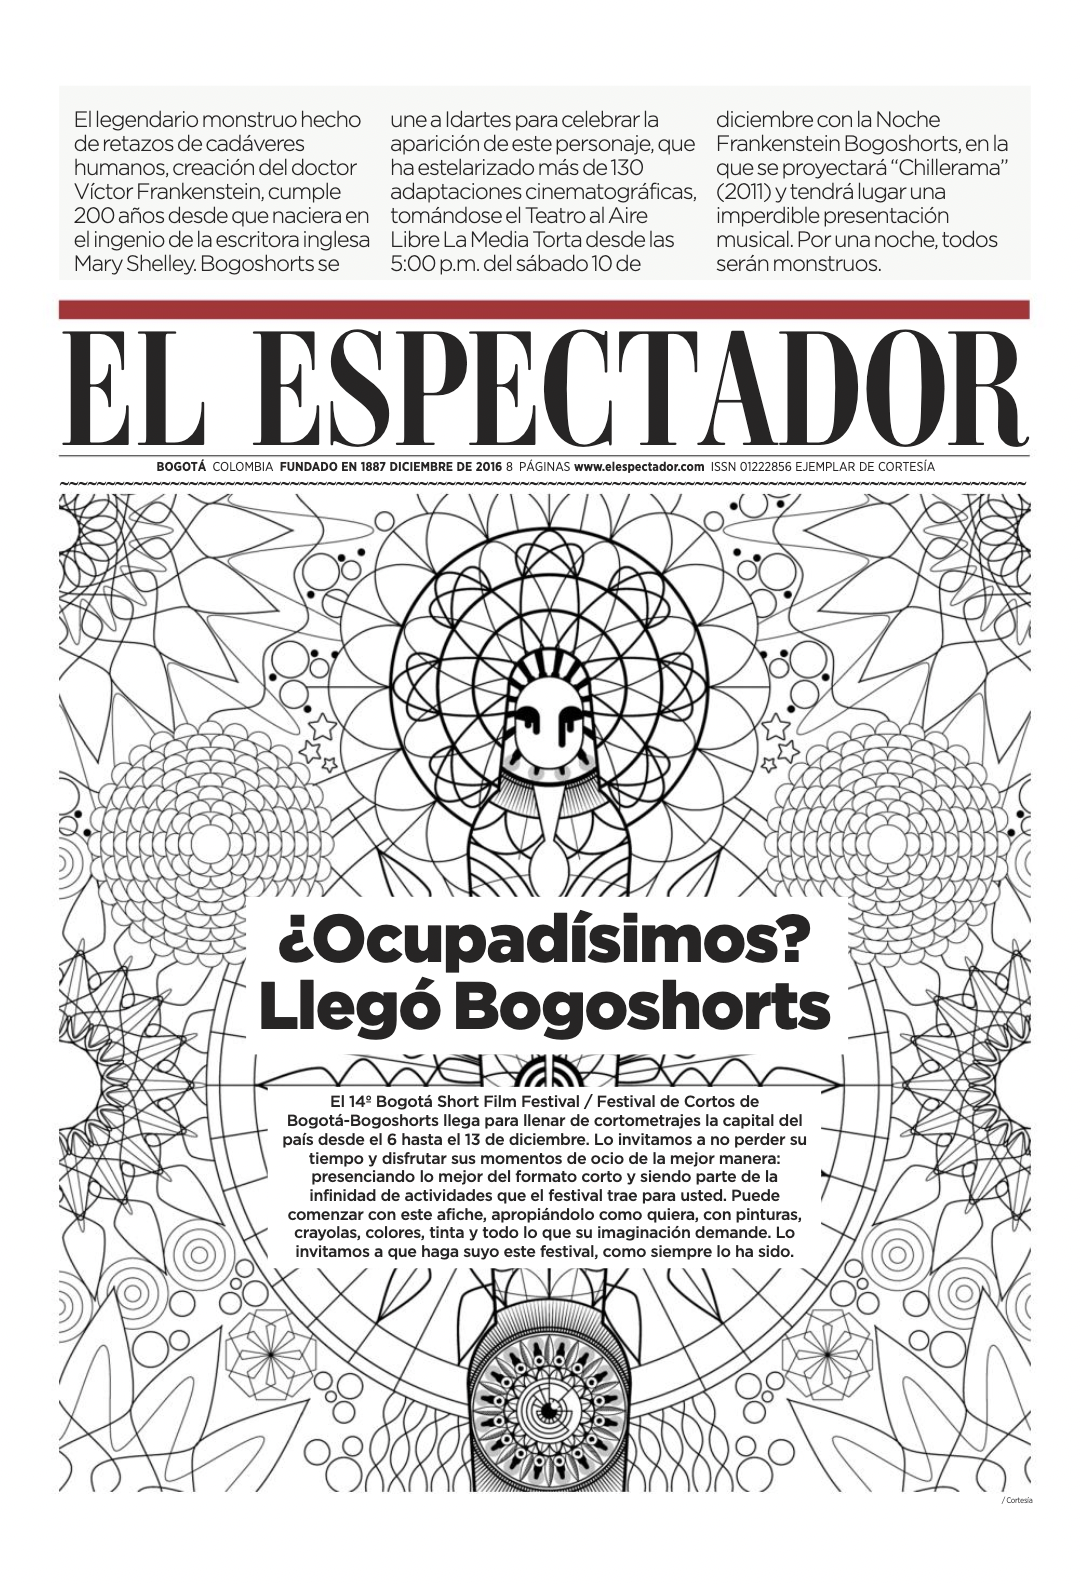 El legendario monstruo hecho
de retazos de cadáveres
humanos, creación del doctor
Víctor Frankenstein, cumple
200 años desde que naciera en
el ingenio de la escritora inglesa
Mary Shelley. Bogoshorts se
une a Idartes para celebrar la
aparición de este personaje, que
ha estelarizado más de 130
adaptaciones cinematográficas,
tomándose el Teatro al Aire
Libre La Media Torta desde las
5:00 p.m. del sábado 10 de
diciembre con la Noche
Frankenstein Bogoshorts, en la
que se proyectará “Chillerama”
(2011) y tendrá lugar una
imperdible presentación
musical. Por una noche, todos
serán monstruos.
EL ESPECTADOR
BOGOTÁ COLOMBIA FUNDADO EN 1887 DICIEMBRE DE 2016 8 PÁGINAS www.elespectador.com ISSN 01222856 EJEMPLAR DE CORTESÍA
¿Ocupadísimos?
Llegó Bogoshorts
El 14º Bogotá Short Film Festival / Festival de Cortos de
Bogotá-Bogoshorts llega para llenar de cortometrajes la capital del
país desde el 6 hasta el 13 de diciembre. Lo invitamos a no perder su
tiempo y disfrutar sus momentos de ocio de la mejor manera:
presenciando lo mejor del formato corto y siendo parte de la
infinidad de actividades que el festival trae para usted. Puede
comenzar con este afiche, apropiándolo como quiera, con pinturas,
crayolas, colores, tinta y todo lo que su imaginación demande. Lo
invitamos a que haga suyo este festival, como siempre lo ha sido.
/ Cortesía